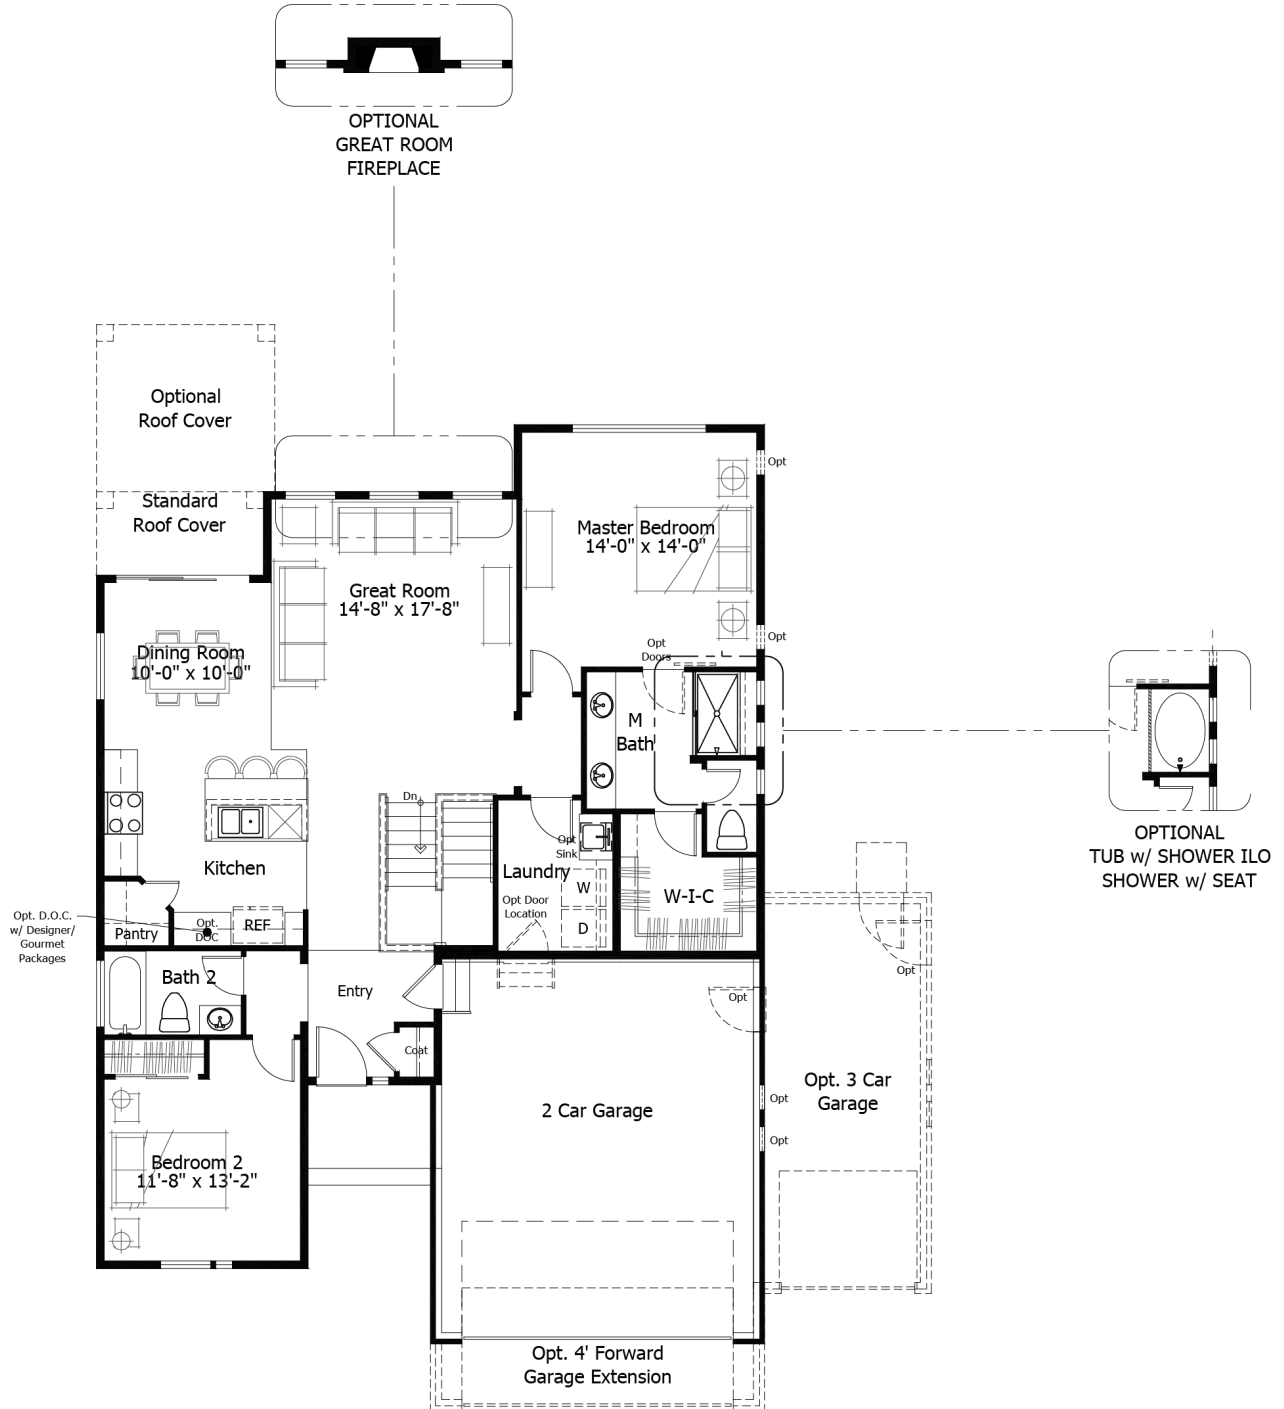 OPTIONAL
GREAT ROOM
FIREPLACE
Optional
Roof Cover
Standard
Roof Cover
Opt
Master Bedroom
14'-0" x 14'-0"
Great Room
14'-8" x 17'-8"
Opt
Opt
Doors
Dining Room
10'-0" x 10'-0"
M
Bath
Dn
OPTIONAL
TUB w/ SHOWER ILO
SHOWER w/ SEAT
Opt
Sink
Kitchen
Laundry
W
W-I-C
Opt Door
Location
D
Opt. D.O.C.
w/ Designer/
Gourmet
Packages
Pantry
Opt.
DOC
REF
Bath 2
Entry
Opt
Opt
Coat
Opt. 3 Car
Garage
Opt
2 Car Garage
Opt
Bedroom 2
11'-8" x 13'-2"
Opt. 4' Forward
Garage Extension